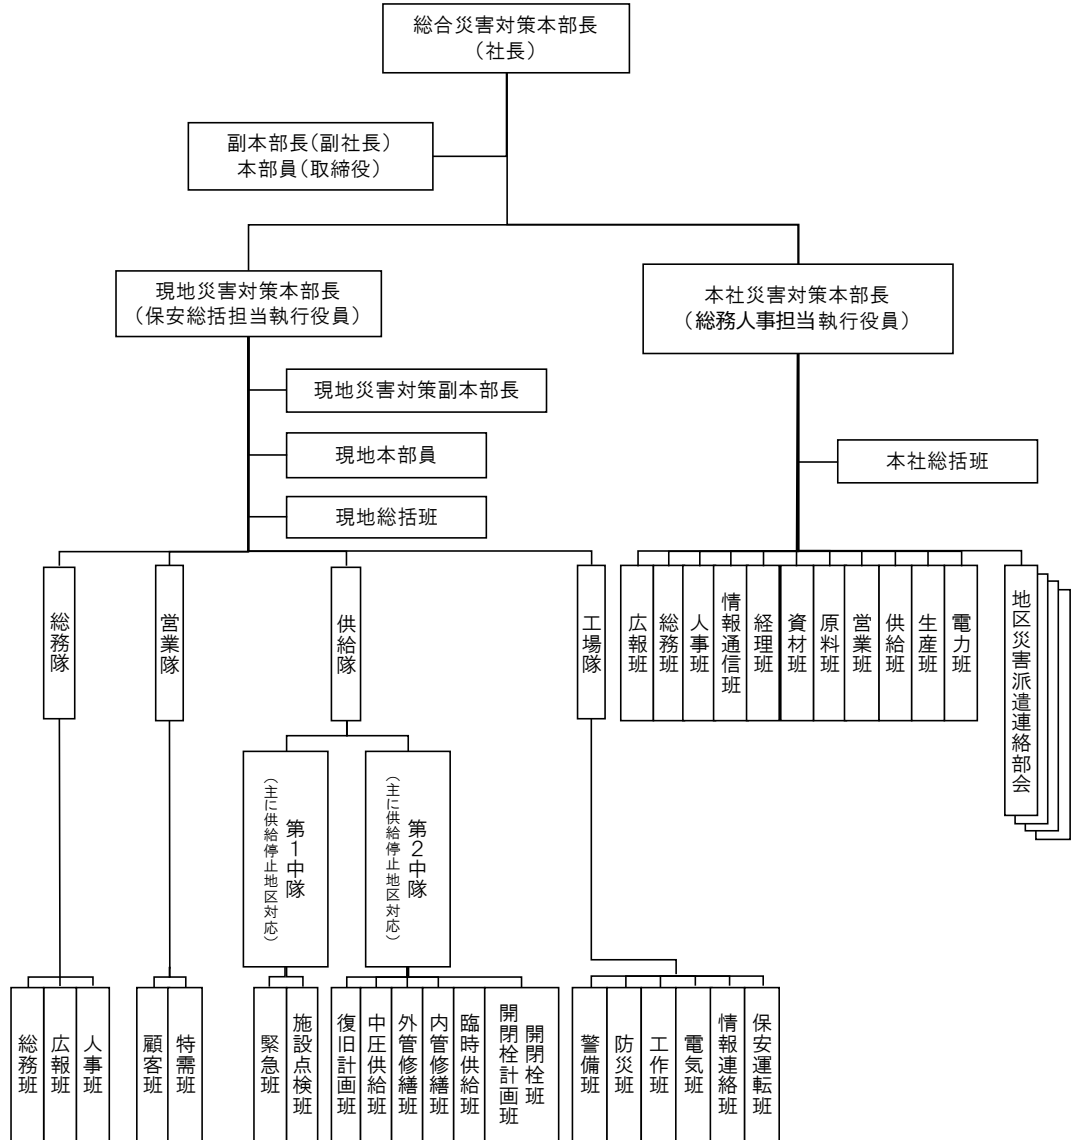 総合災害対策本部長
（社長）
副本部長（副社長）
本部員（取締役）
現地災害対策本部長
（保安総括担当執行役員）
本社災害対策本部長
（総務人事担当執行役員）
現地災害対策副本部長
現地本部員
現地総括班
本社総括班
総務隊
営業隊
供給隊
工場隊
広報班
総務班
人事班
情報通信班
経理班
資材班
原料班
営業班
供給班
生産班
電力班
地区災害派遣連絡部会
第1中隊
（主に供給停止地区対応）
第2中隊
（主に供給停止地区対応）
総務班
広報班
人事班
顧客班
特需班
緊急班
施設点検班
復旧計画班
中圧供給班
外管修繕班
内管修繕班
臨時供給班
開閉栓班
開閉栓計画班
警備班
防災班
工作班
電気班
情報連絡班
保安運転班